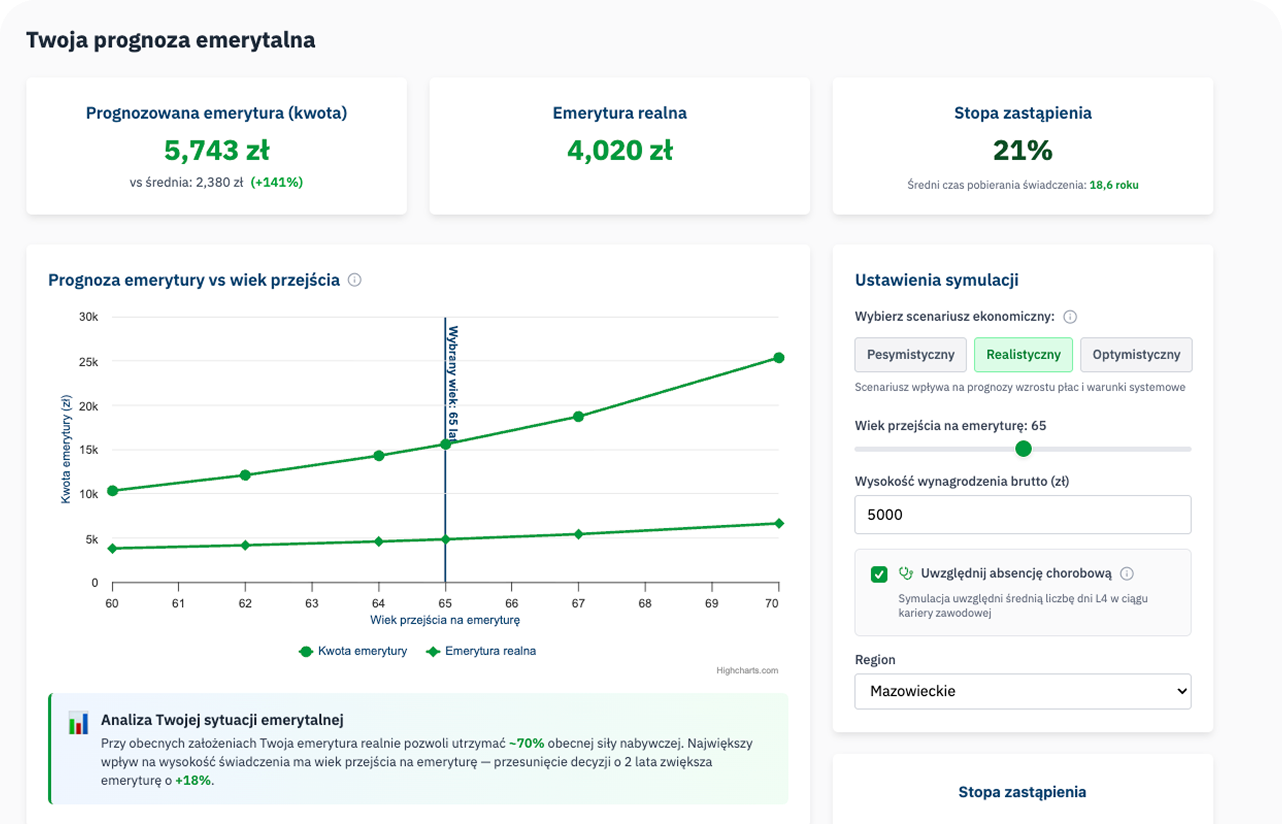 Twoja prognoza emerytalna
Prognozowana emerytura (kwota)
5,743 zł
vs średnia: 2,380 zł (+141%)
Emerytura realna
4,020 zł
Stopa zastąpienia
21%
Średni czas pobierania świadczenia: 18,6 roku
Prognoza emerytury vs wiek przejścia
Kwota emerytury (zł)
30k
25k
20k
15k
10k
5k
0
Wybrany wiek: 65 lat
60 61 62 63 64 65 66 67 68 69 70
Wiek przejścia na emeryturę
Kwota emerytury Emerytura realna
Highcharts.com
Analiza Twojej sytuacji emerytalnej
Przy obecnych założeniach Twoja emerytura realnie pozwoli utrzymać ~70% obecnej siły nabywczej. Największy
wpływ na wysokość świadczenia ma wiek przejścia na emeryturę — przesunięcie decyzji o 2 lata zwiększa
emeryturę o +18%.
Ustawienia symulacji
Wybierz scenariusz ekonomiczny:
Pesymistyczny Realistyczny Optymistyczny
Scenariusz wpływa na prognozy wzrostu płac i warunki systemowe
Wiek przejścia na emeryturę: 65
Wysokość wynagrodzenia brutto (zł)
5000
Uwzględnij absencję chorobową
Symulacja uwzględni średnią liczbę dni L4 w ciągu
kariery zawodowej
Region
Mazowieckie
Stopa zastąpienia